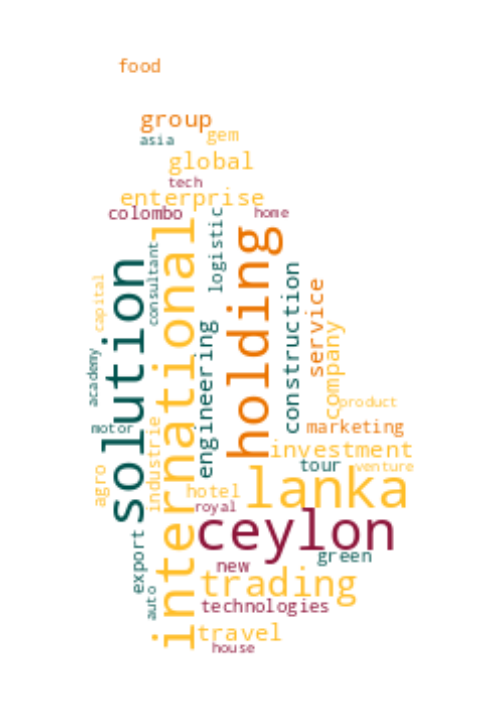 food
group
asia
gem
global
tech
enterprise
colombo
home
logistic
international
consultant
holding
solution
construction
capital
service
engineering
company
academy
product
motor
industrie
marketing
investment
tour
venture
agro
hotel
lanka
royal
ceylon
export
green
new
trading
auto
technologies
travel
house